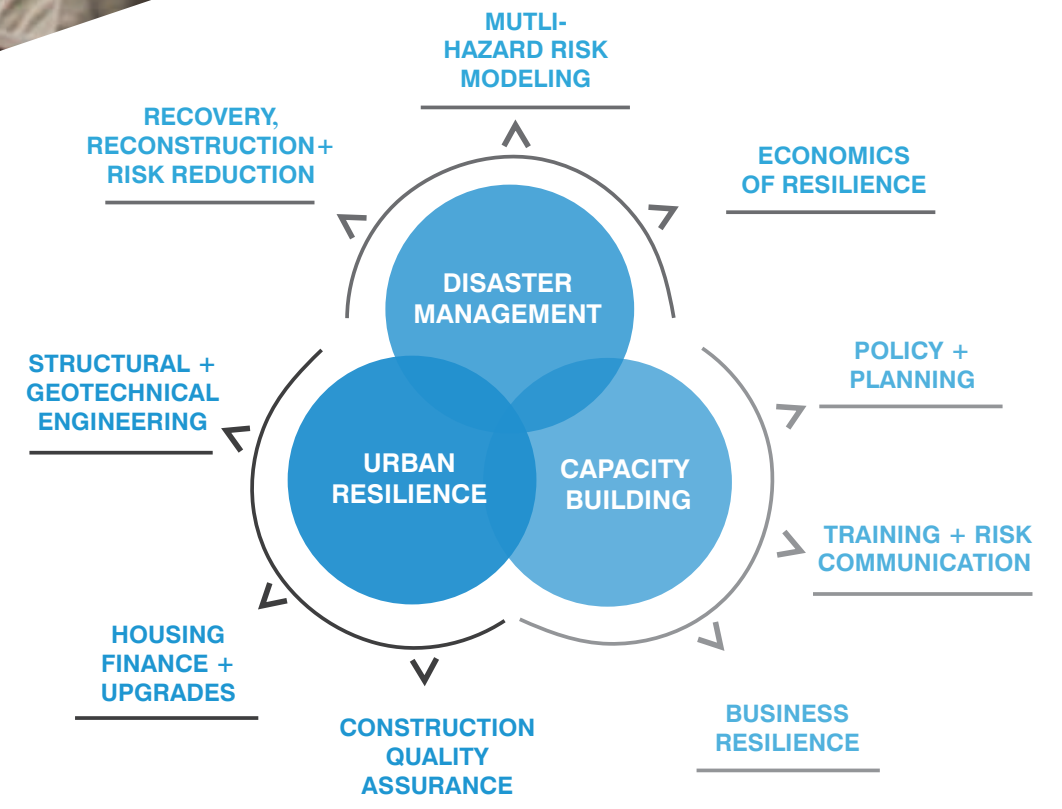 MUTLI-
HAZARD RISK
MODELING
RECOVERY,
RECONSTRUCTION+
RISK REDUCTION
ECONOMICS
OF RESILIENCE
DISASTER
MANAGEMENT
STRUCTURAL +
GEOTECHNICAL
ENGINEERING
POLICY +
PLANNING
URBAN
RESILIENCE
CAPACITY
BUILDING
TRAINING + RISK
COMMUNICATION
HOUSING
FINANCE +
UPGRADES
CONSTRUCTION
QUALITY
ASSURANCE
BUSINESS
RESILIENCE